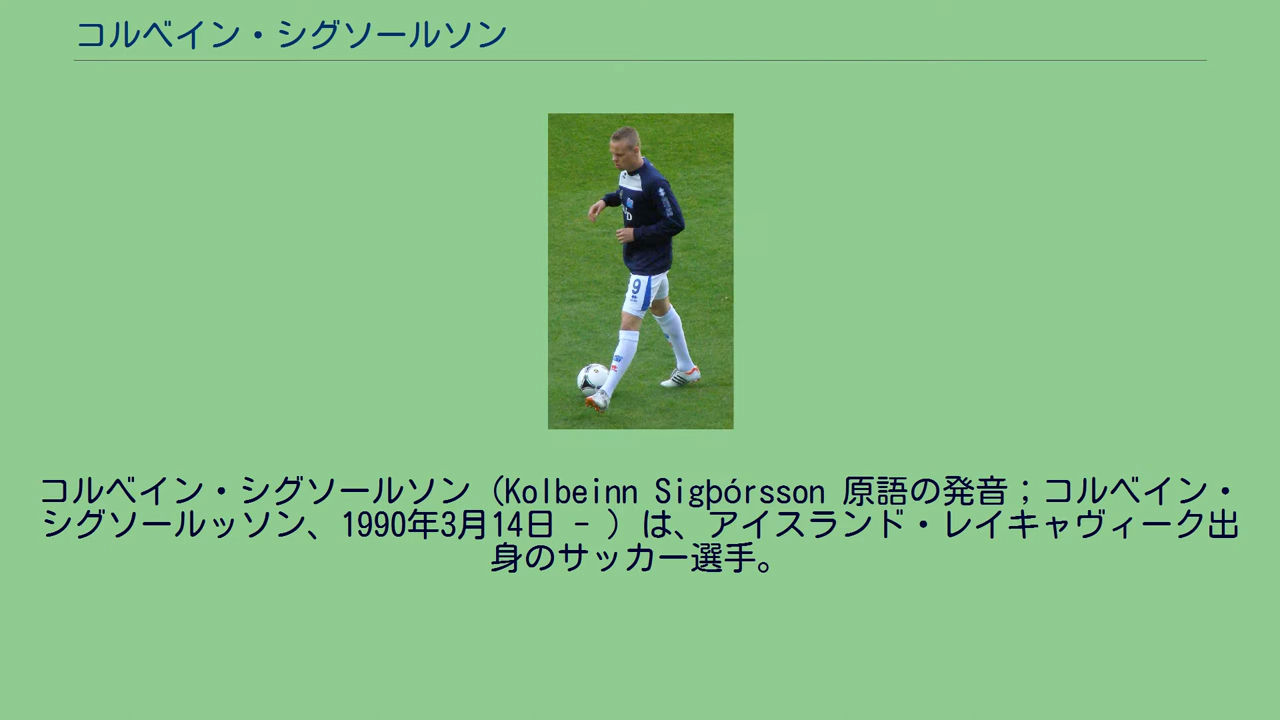 コルベイン・シグソールソン
9
コルベイン・シグソールソン（Kolbeinn Sigþórsson 原語の発音；コルベイン・
シグソールッソン、1990年3月14日 - ）は、アイスランド・レイキャヴィーク出
身のサッカー選手。